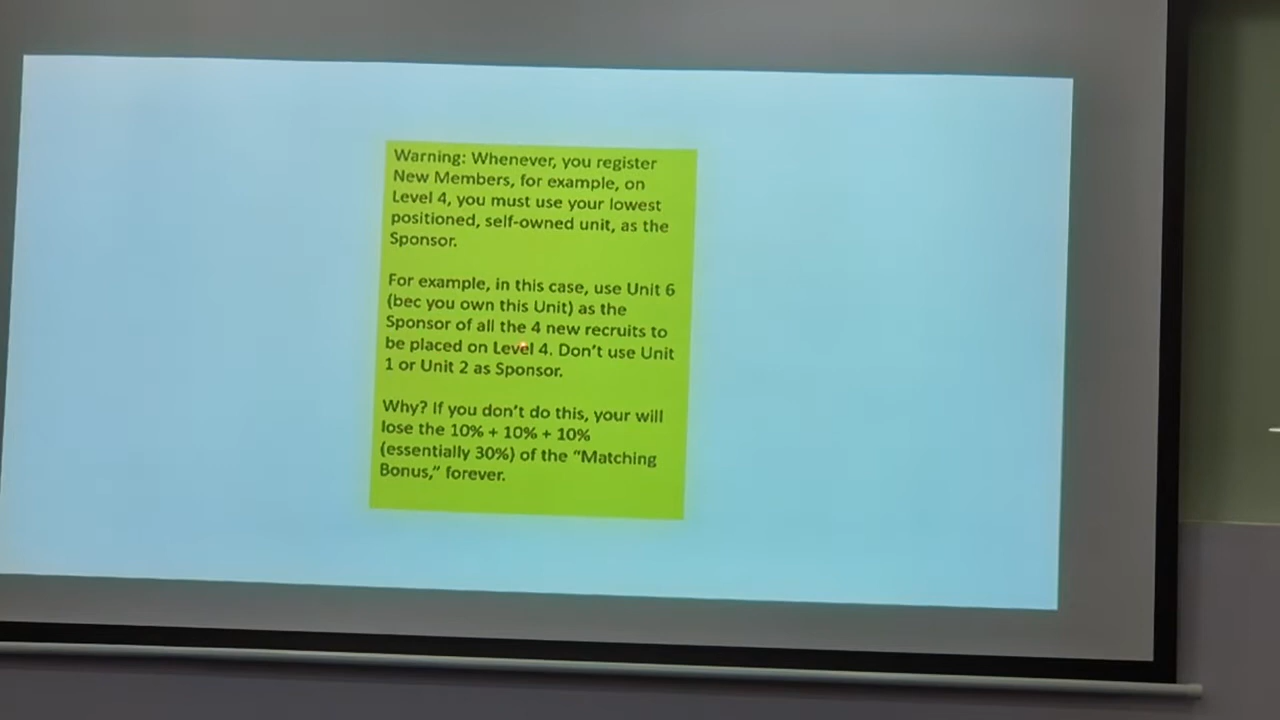 Warning: Whenever, you register
New Members, for example, on
Level 4, you must use your lowest
positioned, self-owned unit, as the
Sponsor.
For example, in this case, use Unit 6
(bec you own this Unit) as the
Sponsor of all the 4 new recruits to
be placed on Level 4. Don't use Unit
1 or Unit 2 as Sponsor.
Why? If you don't do this, your will
lose the 10% + 10% + 10%
(essentially 30%) of the “Matching
Bonus,” forever.